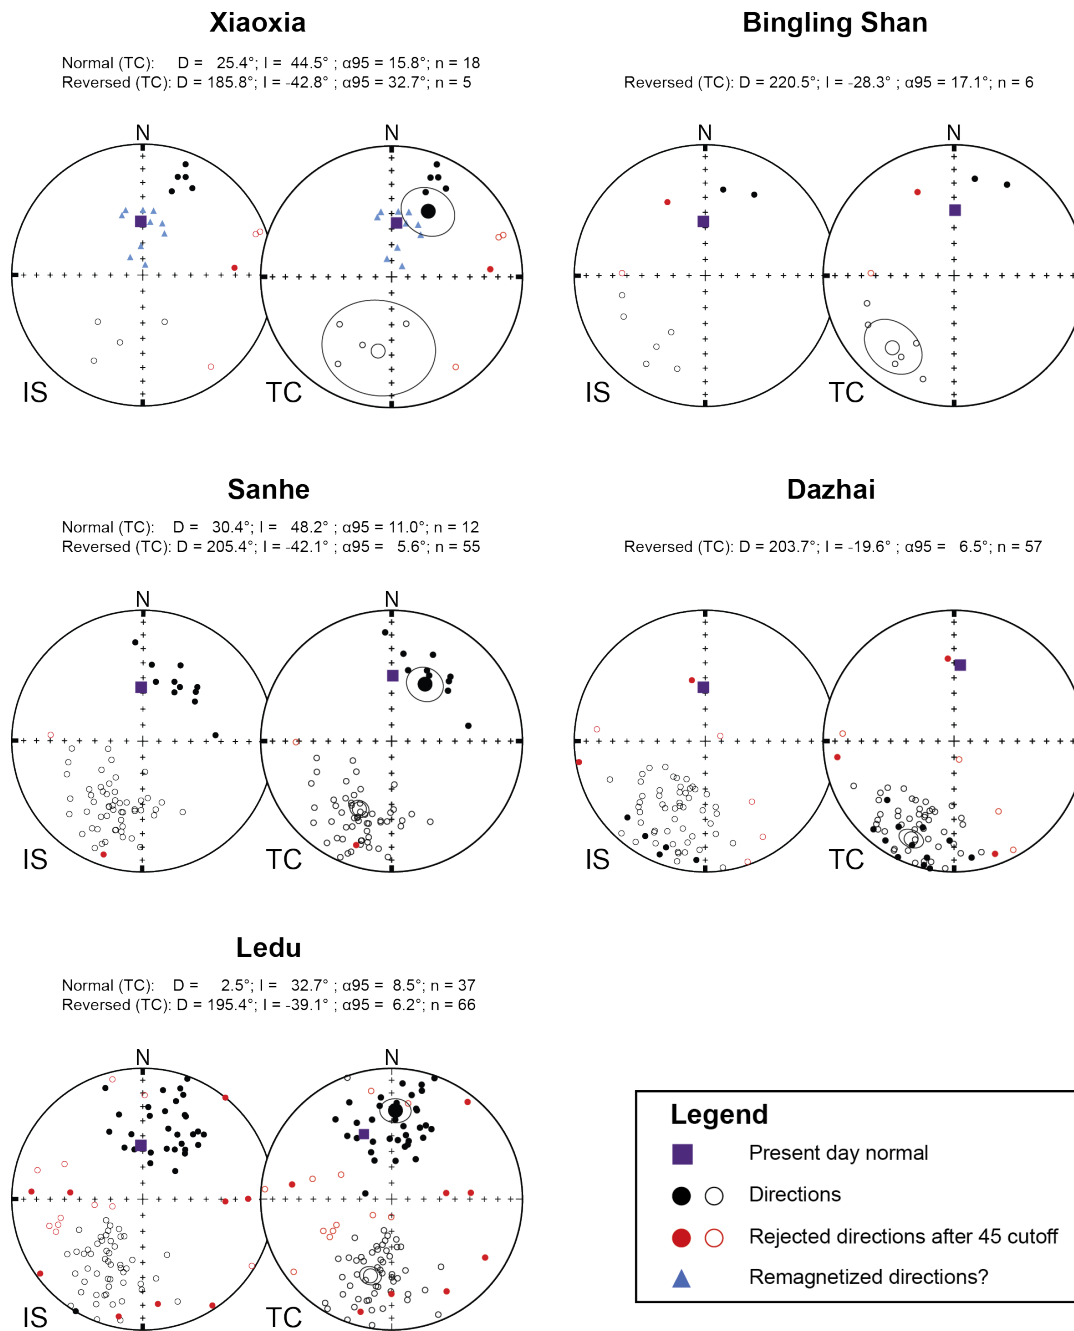 Xiaoxia
Normal (TC): D = 25.4°; I = 44.5° ; α95 = 15.8°; n = 18
Reversed (TC): D = 185.8°; I = -42.8° ; α95 = 32.7°; n = 5
N
N
IS
TC
Bingling Shan
Reversed (TC): D = 220.5°; I = -28.3° ; α95 = 17.1°; n = 6
N
N
IS
TC
Sanhe
Normal (TC): D = 30.4°; I = 48.2° ; α95 = 11.0°; n = 12
Reversed (TC): D = 205.4°; I = -42.1° ; α95 = 5.6°; n = 55
N
N
IS
TC
Dazhai
Reversed (TC): D = 203.7°; I = -19.6° ; α95 = 6.5°; n = 57
IS
TC
Ledu
Normal (TC): D = 2.5°; I = 32.7° ; α95 = 8.5°; n = 37
Reversed (TC): D = 195.4°; I = -39.1° ; α95 = 6.2°; n = 66
N
N
IS
TC
Legend
Present day normal
Directions
Rejected directions after 45 cutoff
Remagnetized directions?